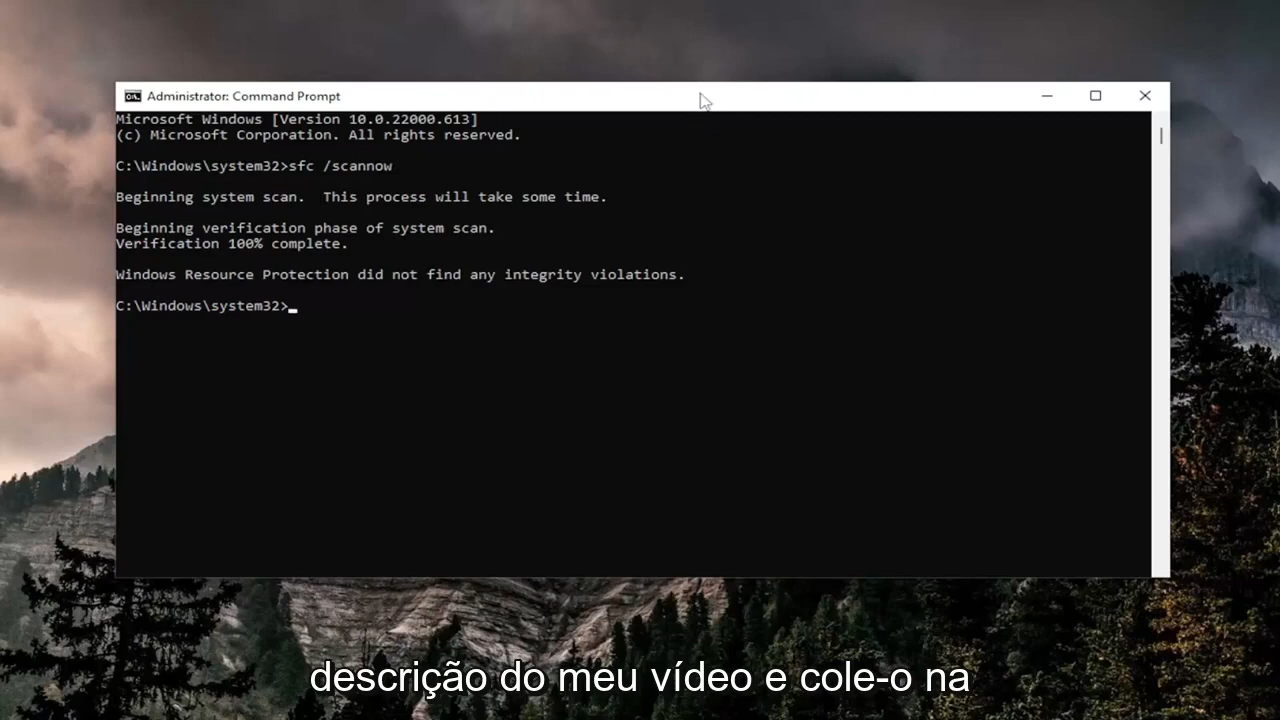 Administrator: Command Prompt
Microsoft Windows [Version 10.0.22000.613]
(c) Microsoft Corporation. All rights reserved.
C:\Windows\system32>sfc /scannow
Beginning system scan.  This process will take some time.
Beginning verification phase of system scan.
Verification 100% complete.
Windows Resource Protection did not find any integrity violations.
C:\Windows\system32>
descrição do meu vídeo e cole-o na